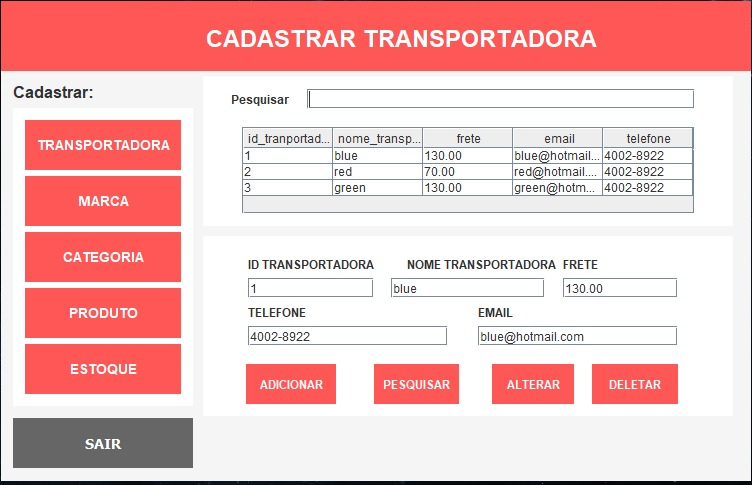 CADASTRAR TRANSPORTADORA
Cadastrar:
TRANSPORTADORA
MARCA
CATEGORIA
PRODUTO
ESTOQUE
SAIR
Pesquisar
id_tranportad... nome_transp... frete email telefone
1 blue 130.00 blue@hotmail... 4002-8922
2 red 70.00 red@hotmail.... 4002-8922
3 green 130.00 green@hotm... 4002-8922
ID TRANSPORTADORA NOME TRANSPORTADORA FRETE
1 blue 130.00
TELEFONE EMAIL
4002-8922 blue@hotmail.com
ADICIONAR PESQUISAR ALTERAR DELETAR